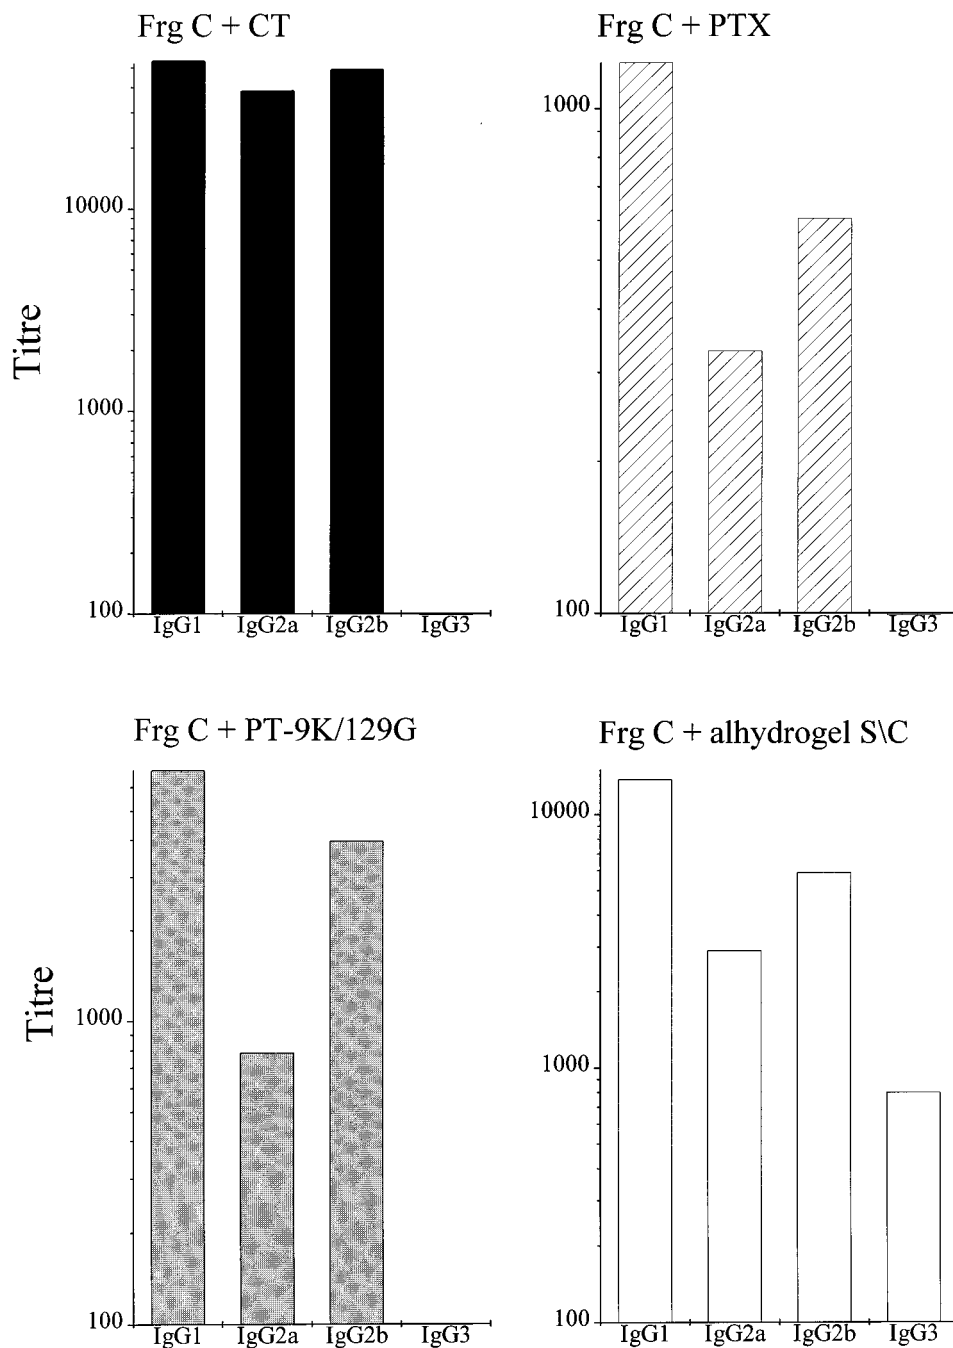 Frg C + CT
Titre
10000
1000
100
IgG1 IgG2a IgG2b IgG3
Frg C + PTX
1000
100
IgG1 IgG2a IgG2b IgG3
Frg C + PT-9K/129G
Titre
1000
100
IgG1 IgG2a IgG2b IgG3
Frg C + alhydrogel S\C
10000
1000
100
IgG1 IgG2a IgG2b IgG3